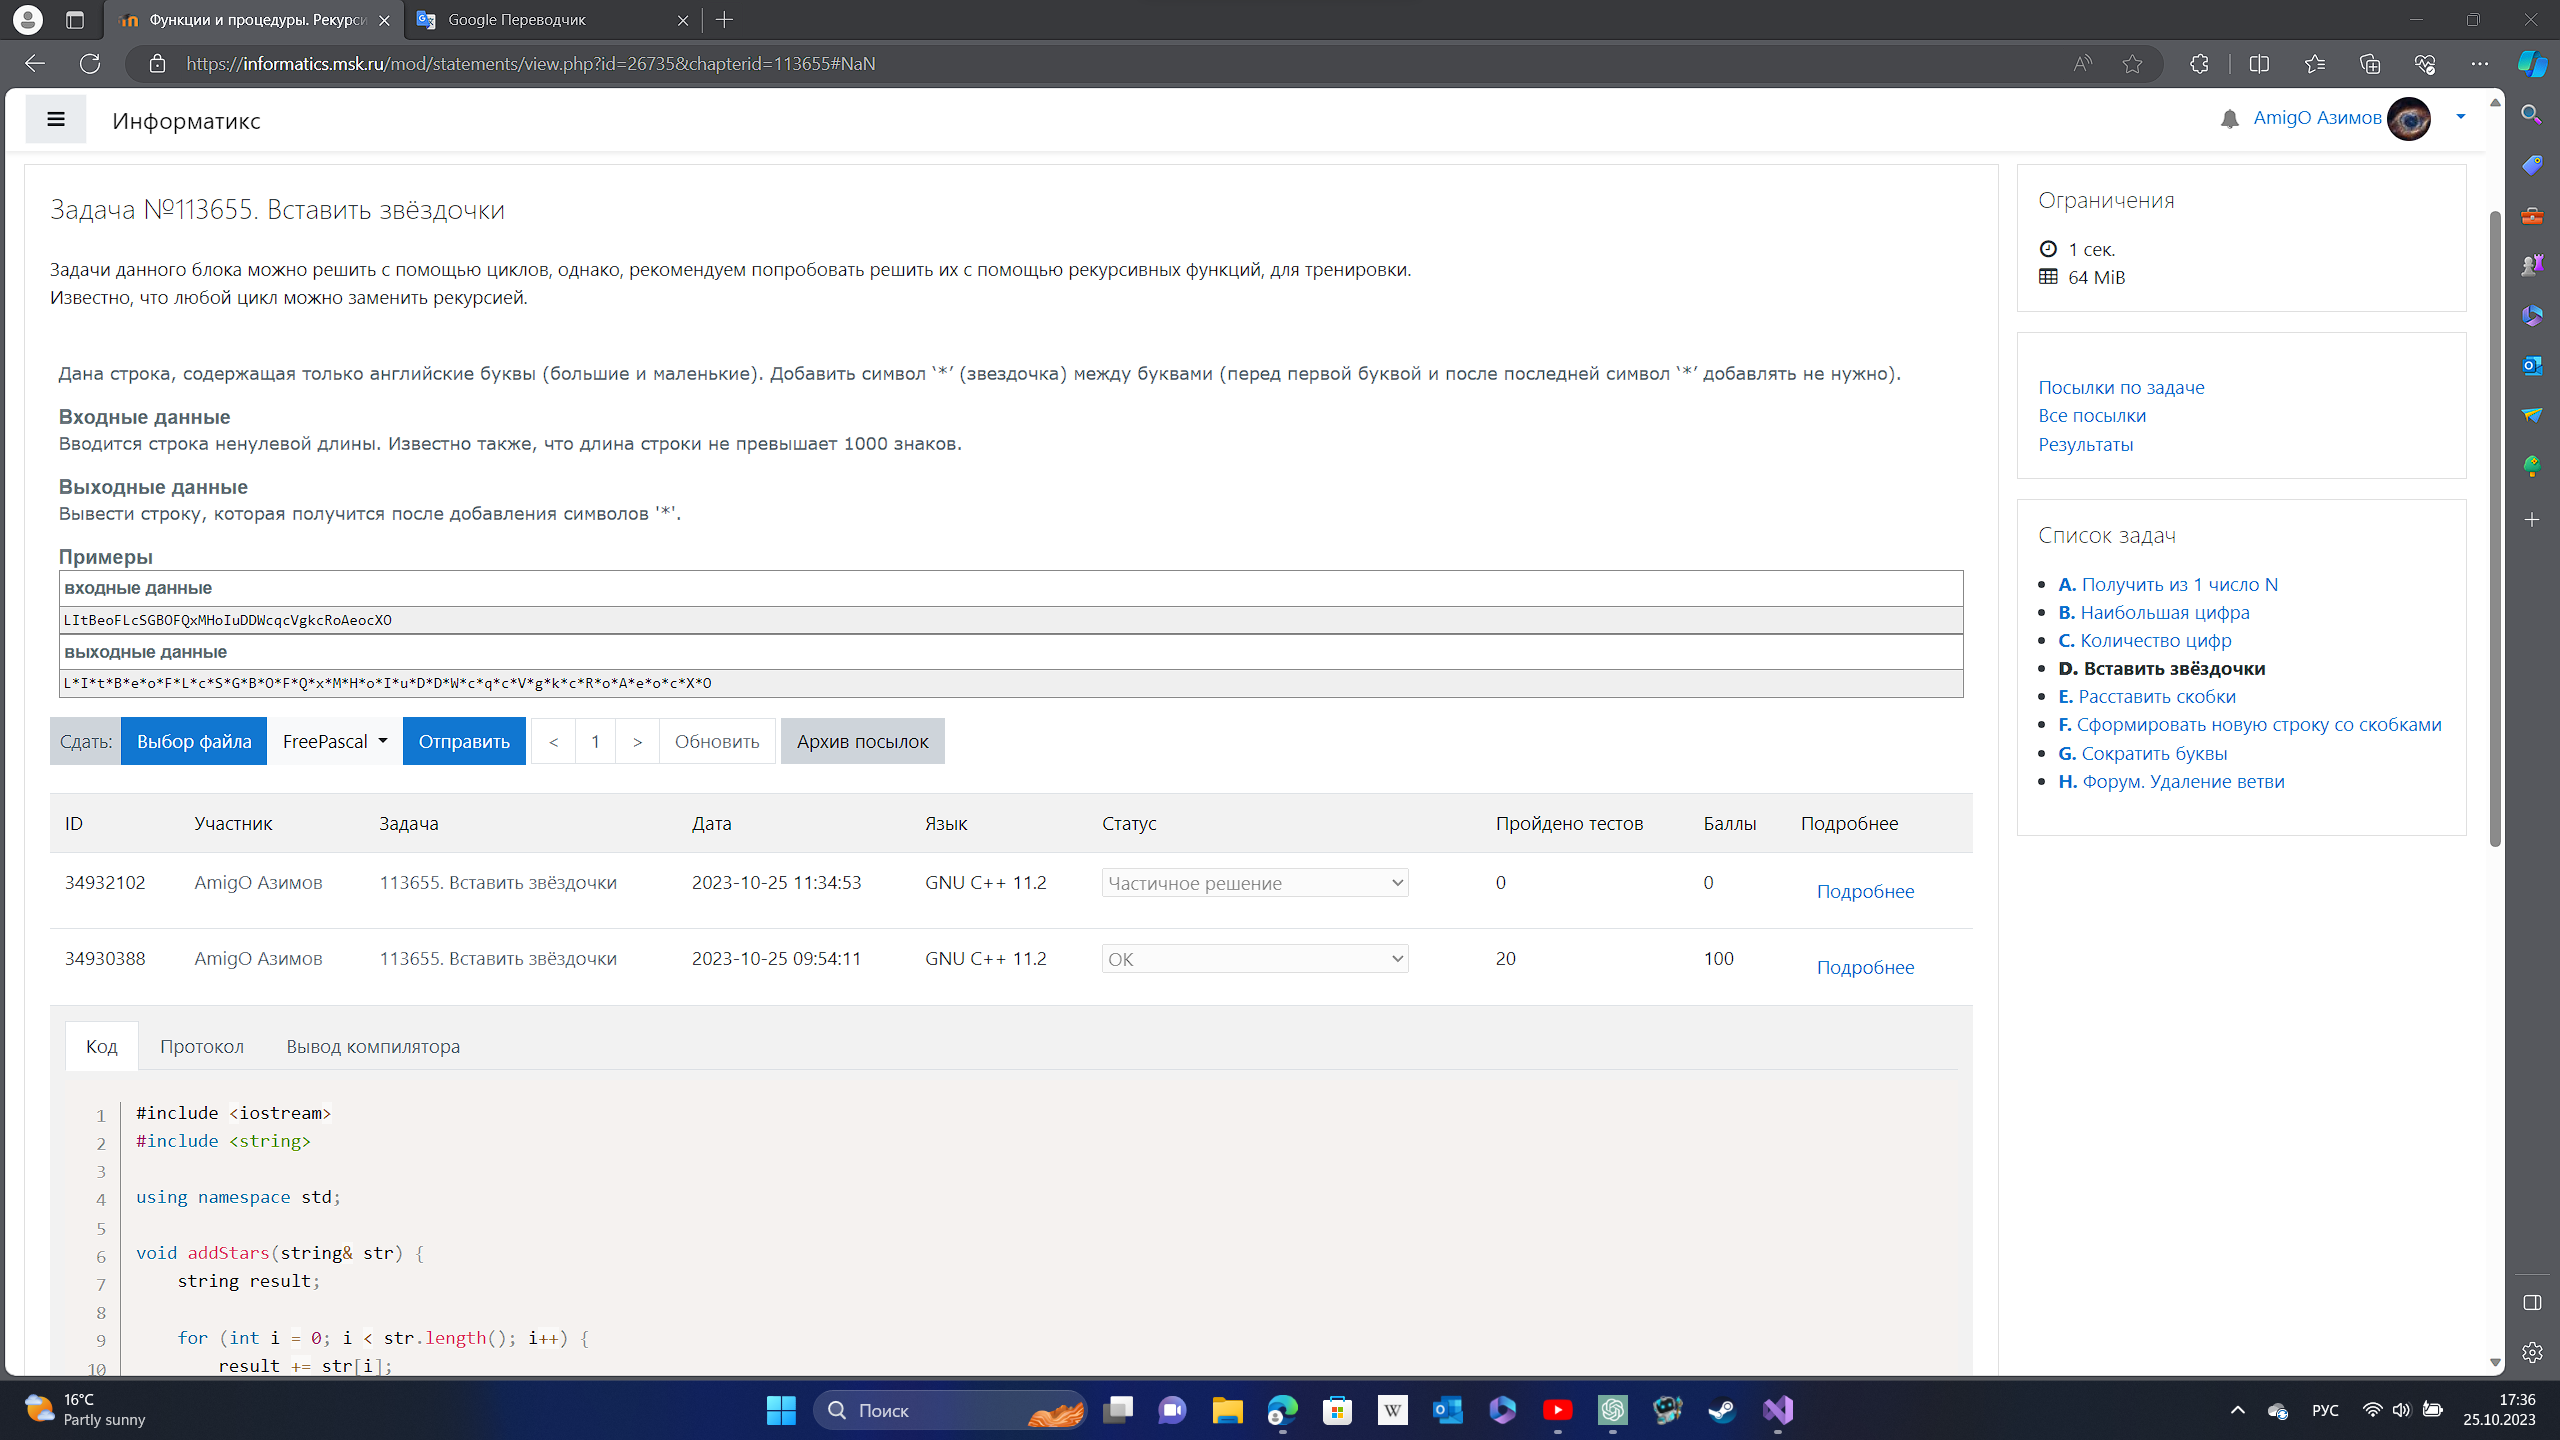 Функции и процедуры. Рекурси
Google Переводчик
https://informatics.msk.ru/mod/statements/view.php?id=26735&chapterid=113655#NaN
Информатикс
AmigO Азимов
Задача №113655. Вставить звёздочки
Задачи данного блока можно решить с помощью циклов, однако, рекомендуем попробовать решить их с помощью рекурсивных функций, для тренировки.
Известно, что любой цикл можно заменить рекурсией.
Дана строка, содержащая только английские буквы (большие и маленькие). Добавить символ ‘*’ (звездочка) между буквами (перед первой буквой и после последней символ ‘*’ добавлять не нужно).
Входные данные
Вводится строка ненулевой длины. Известно также, что длина строки не превышает 1000 знаков.
Выходные данные
Вывести строку, которая получится после добавления символов '*'.
Примеры
входные данные
LItBeoFLcSGBOFQxMHoIuDDWcqcVgkcRoAeocXO
выходные данные
L*I*t*B*e*o*F*L*c*S*G*B*O*F*Q*x*M*H*o*I*u*D*D*W*c*q*c*V*g*k*c*R*o*A*e*o*c*X*O
Сдать: Выбор файла FreePascal Отправить < 1 > Обновить Архив посылок
ID Участник Задача Дата Язык Статус Пройдено тестов Баллы Подробнее
34932102 AmigO Азимов 113655. Вставить звёздочки 2023-10-25 11:34:53 GNU C++ 11.2 Частичное решение 0 0 Подробнее
34930388 AmigO Азимов 113655. Вставить звёздочки 2023-10-25 09:54:11 GNU C++ 11.2 OK 20 100 Подробнее
Код Протокол Вывод компилятора
1 #include <iostream>
2 #include <string>
3
4 using namespace std;
5
6 void addStars(string& str) {
7 string result;
8
9 for (int i = 0; i < str.length(); i++) {
10 result += str[i];
Ограничения
1 сек.
64 MiB
Посылки по задаче
Все посылки
Результаты
Список задач
A. Получить из 1 число N
B. Наибольшая цифра
C. Количество цифр
D. Вставить звёздочки
E. Расставить скобки
F. Сформировать новую строку со скобками
G. Сократить буквы
H. Форум. Удаление ветви
16°C
Partly sunny
Поиск
W
РУС
17:36
25.10.2023